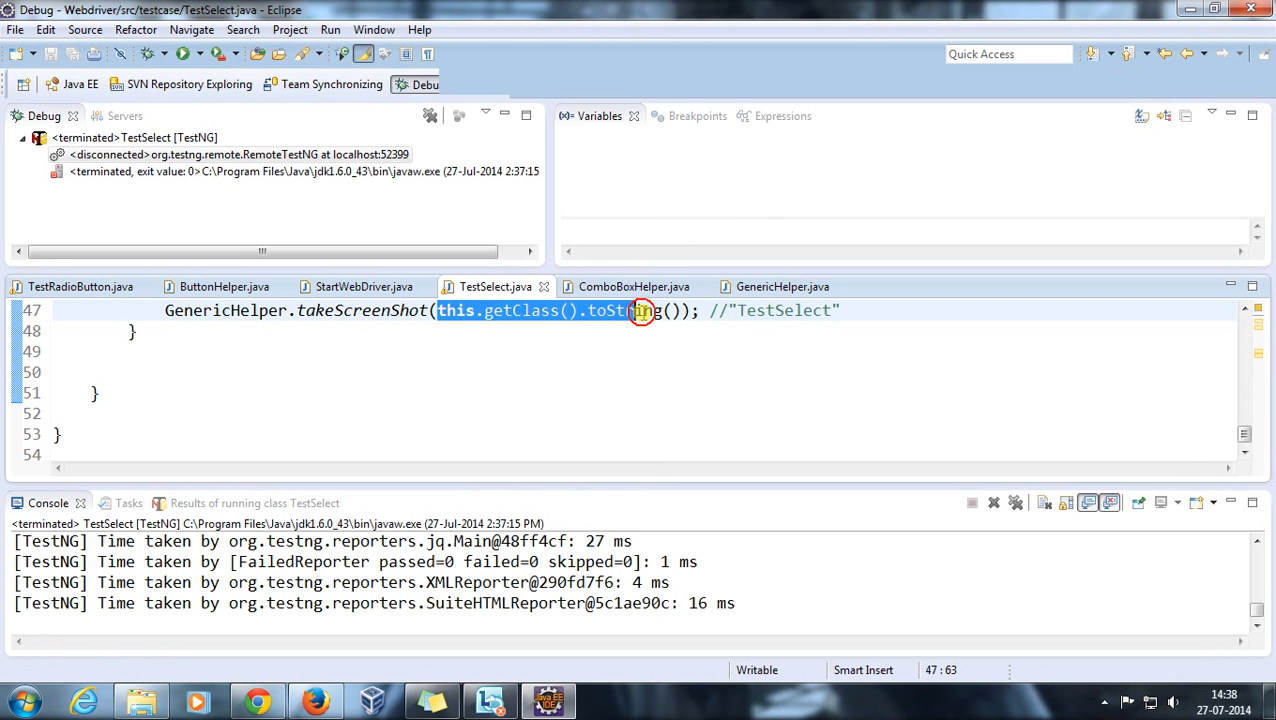 Debug - Webdriver/src/testcase/TestSelect.java - Eclipse
File Edit Source Refactor Navigate Search Project Run Window Help
Quick Access
Java EE SVN Repository Exploring Team Synchronizing Debu
Debug Servers
Variables Breakpoints Expressions
<terminated>TestSelect [TestNG]
<disconnected>org.testng.remote.RemoteTestNG at localhost:52399
<terminated, exit value: 0>C:\Program Files\Java\jdk1.6.0_43\bin\javaw.exe (27-Jul-2014 2:37:15
TestRadioButton.java ButtonHelper.java StartWebDriver.java TestSelect.java ComboBoxHelper.java GenericHelper.java
47 GenericHelper.takeScreenShot(this.getClass().toString()); //"TestSelect"
48 }
49
50
51 }
52
53 }
54
Console Tasks Results of running class TestSelect
<terminated> TestSelect [TestNG] C:\Program Files\Java\jdk1.6.0_43\bin\javaw.exe (27-Jul-2014 2:37:15 PM)
[TestNG] Time taken by org.testng.reporters.jq.Main@48ff4cf: 27 ms
[TestNG] Time taken by [FailedReporter passed=0 failed=0 skipped=0]: 1 ms
[TestNG] Time taken by org.testng.reporters.XMLReporter@290fd7f6: 4 ms
[TestNG] Time taken by org.testng.reporters.SuiteHTMLReporter@5c1ae90c: 16 ms
Writable Smart Insert 47 : 63
Java EE
IDE
14:38
27-07-2014